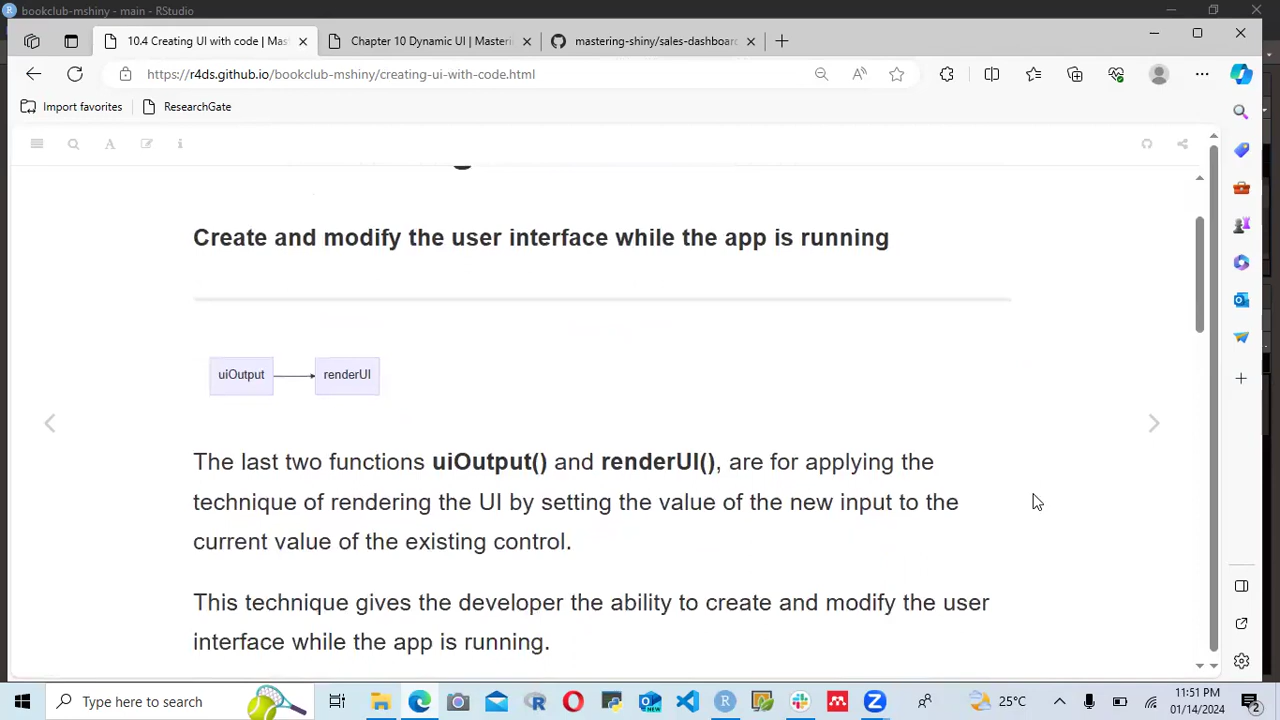 bookclub-mshiny - main - RStudio
10.4 Creating UI with code | Mas
Chapter 10 Dynamic UI | Masterin
mastering-shiny/sales-dashboard
https://r4ds.github.io/bookclub-mshiny/creating-ui-with-code.html
Import favorites
ResearchGate
Create and modify the user interface while the app is running
uiOutput
renderUI
The last two functions uiOutput() and renderUI(), are for applying the
technique of rendering the UI by setting the value of the new input to the
current value of the existing control.
This technique gives the developer the ability to create and modify the user
interface while the app is running.
Type here to search
25°C
11:51 PM
01/14/2024